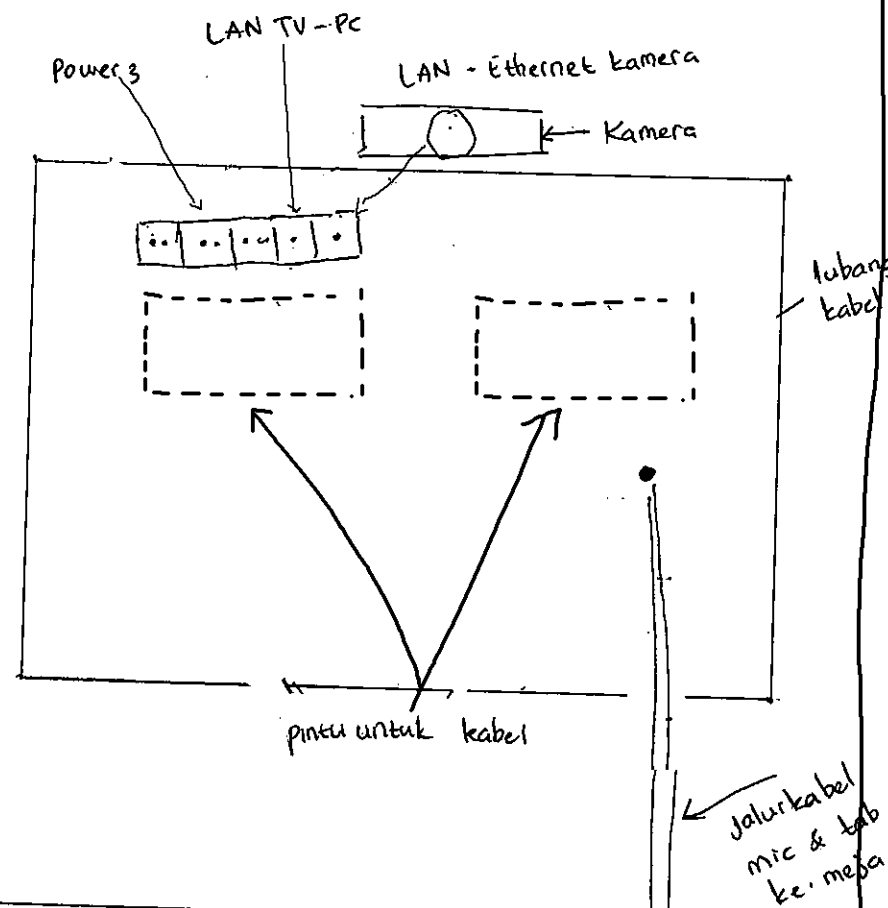 LAN TV - PC
Power 3
LAN - Ethernet kamera
Kamera
lubang
kabel
pintu untuk kabel
Jalur kabel
mic & tab
ke. meja